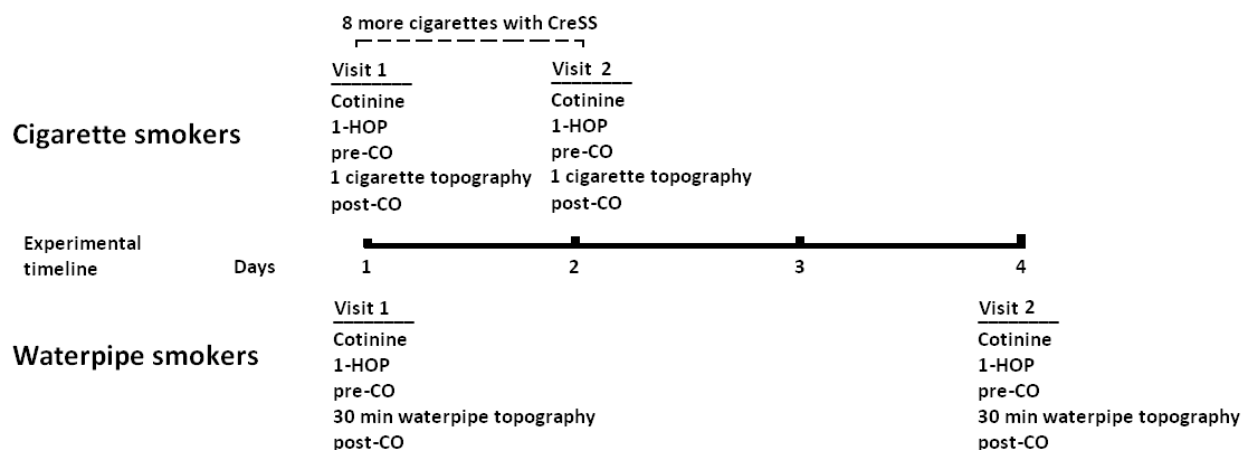 8 more cigarettes with CreSS
Visit 1
Cotinine
1-HOP
pre-CO
1 cigarette topography
post-CO
Visit 2
Cotinine
1-HOP
pre-CO
1 cigarette topography
post-CO
Cigarette smokers
Experimental
timeline
Days
1
2
3
4
Waterpipe smokers
Visit 1
Cotinine
1-HOP
pre-CO
30 min waterpipe topography
post-CO
Visit 2
Cotinine
1-HOP
pre-CO
30 min waterpipe topography
post-CO